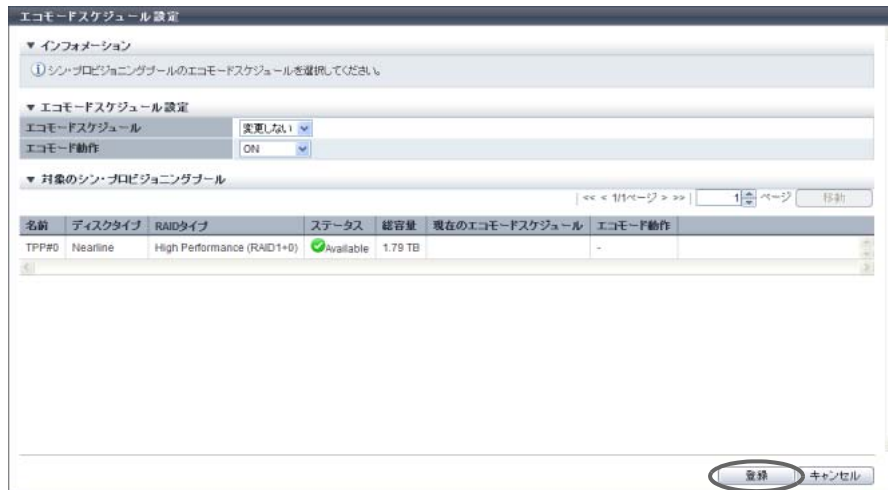 エコモードスケジュール設定
▼ インフォメーション
シン・プロビジョニングプールのエコモードスケジュールを選択してください。
▼ エコモードスケジュール設定
エコモードスケジュール 変更しない
エコモード動作 ON
▼ 対象のシン・プロビジョニングプール
| << < 1/1ページ > >> | 1 ページ 移動
名前 ディスクタイプ RAIDタイプ ステータス 総容量 現在のエコモードスケジュール エコモード動作
TPP#0 Nearline High Performance (RAID1+0) Available 1.79 TB -
登録 キャンセル